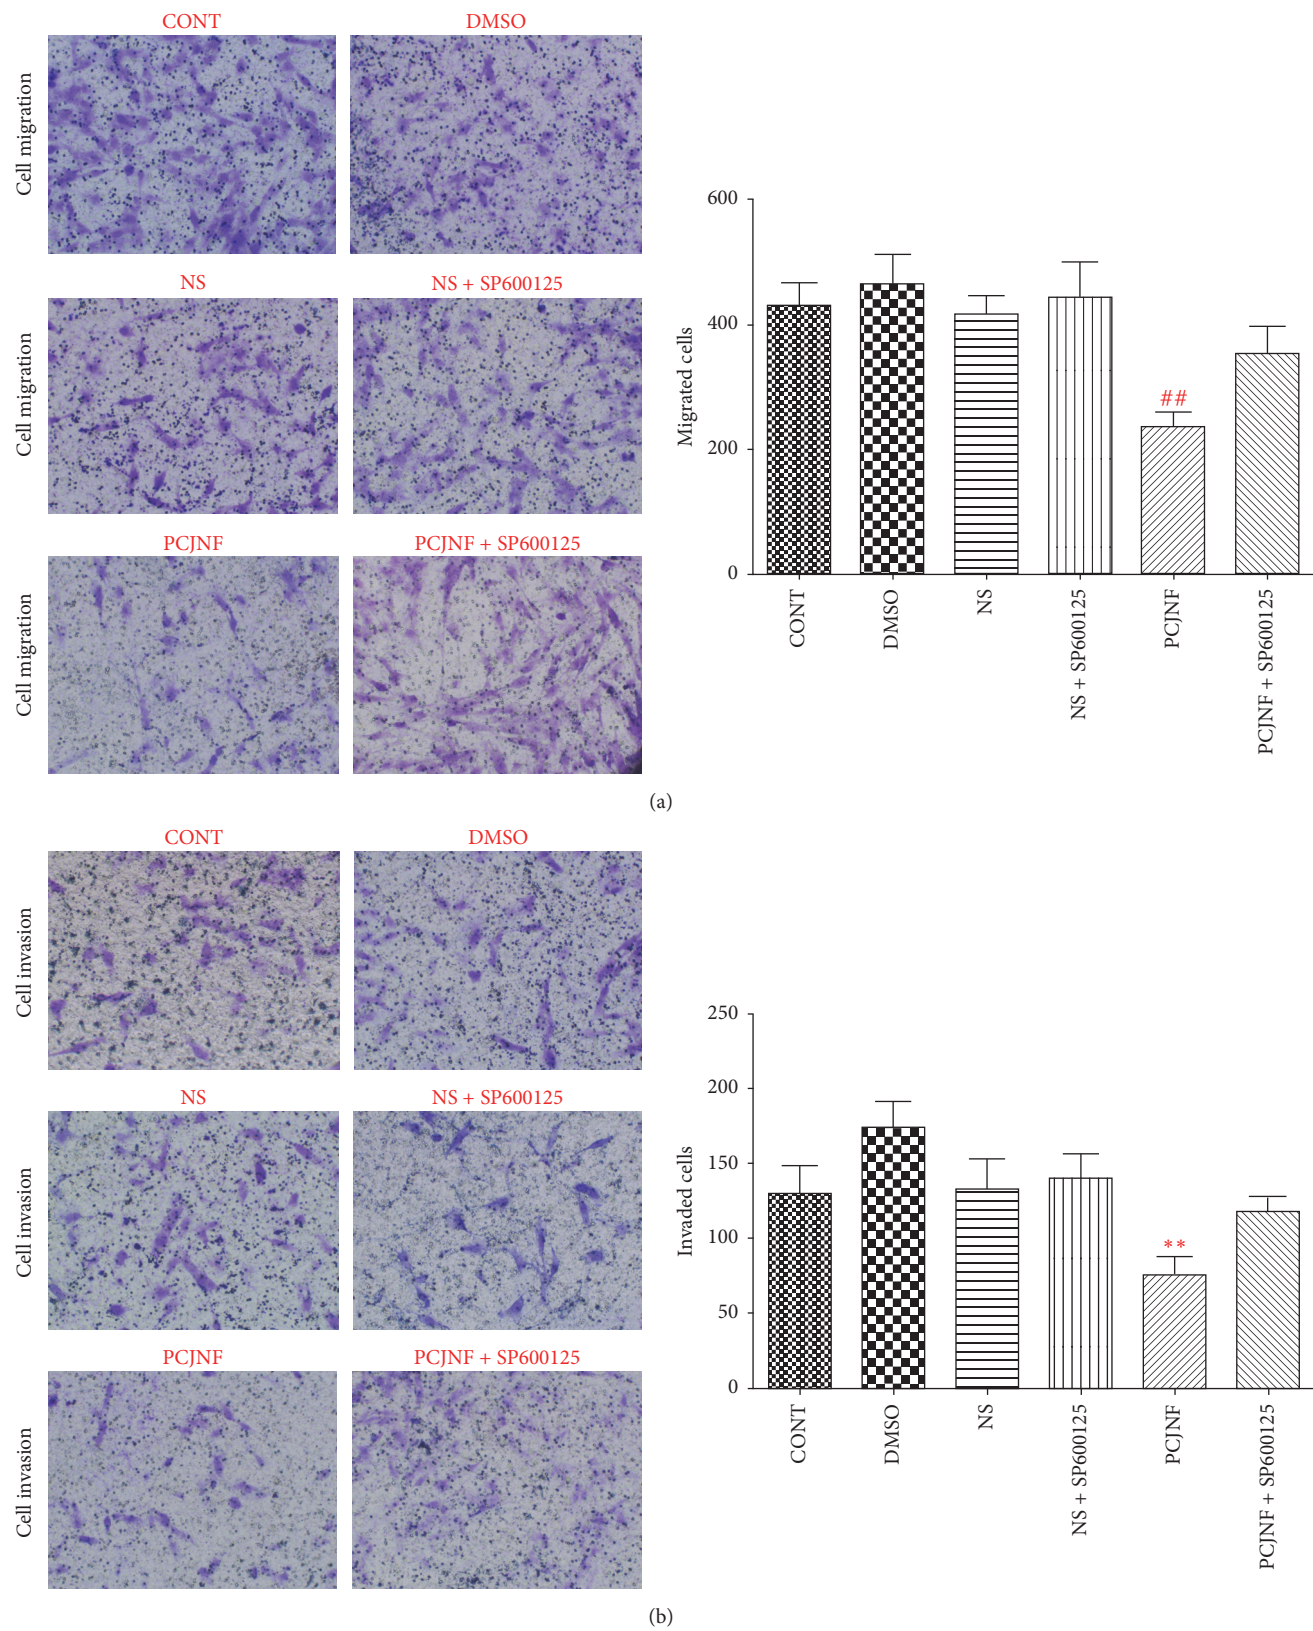 CONT
DMSO
Cell migration
NS
NS + SP600125
Cell migration
PCJNF
PCJNF + SP600125
Cell migration
600
400
200
0
Migrated cells
##
CONT
DMSO
NS
NS + SP600125
PCJNF
PCJNF + SP600125
(a)
CONT
DMSO
Cell invasion
NS
NS + SP600125
Cell invasion
PCJNF
PCJNF + SP600125
Cell invasion
250
200
150
100
50
0
Invaded cells
**
CONT
DMSO
NS
NS + SP600125
PCJNF
PCJNF + SP600125
(b)